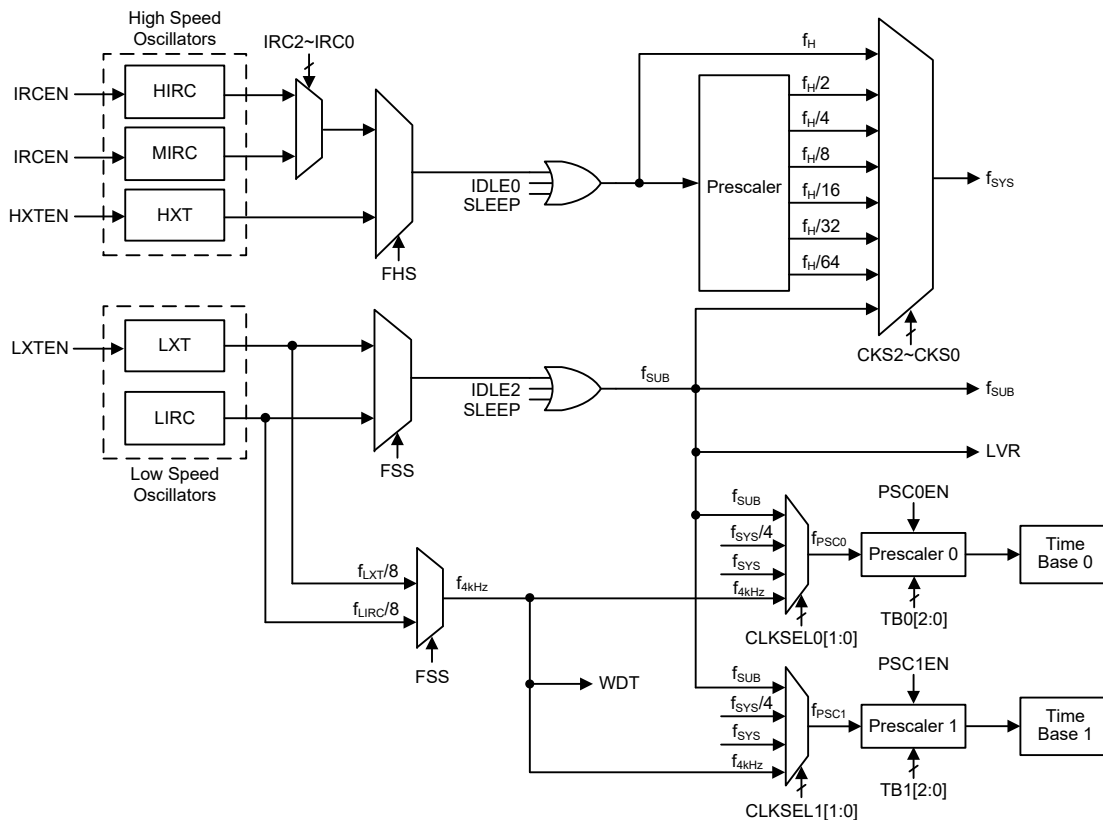 High Speed
Oscillators
IRC2~IRC0
IRCEN
HIRC
IRCEN
MIRC
HXTEN
HXT
FHS
IDLE0
SLEEP
fH
Prescaler
fH/2
fH/4
fH/8
fH/16
fH/32
fH/64
fSYS
CKS2~CKS0
LXTEN
LXT
LIRC
Low Speed
Oscillators
FSS
IDLE2
SLEEP
fSUB
fSUB
LVR
fLXT/8
fLIRC/8
f4kHz
FSS
WDT
fSUB
fSYS/4
fSYS
f4kHz
CLKSEL0[1:0]
fPSC0
PSC0EN
Prescaler 0
TB0[2:0]
Time
Base 0
fSUB
fSYS/4
fSYS
f4kHz
CLKSEL1[1:0]
fPSC1
PSC1EN
Prescaler 1
TB1[2:0]
Time
Base 1